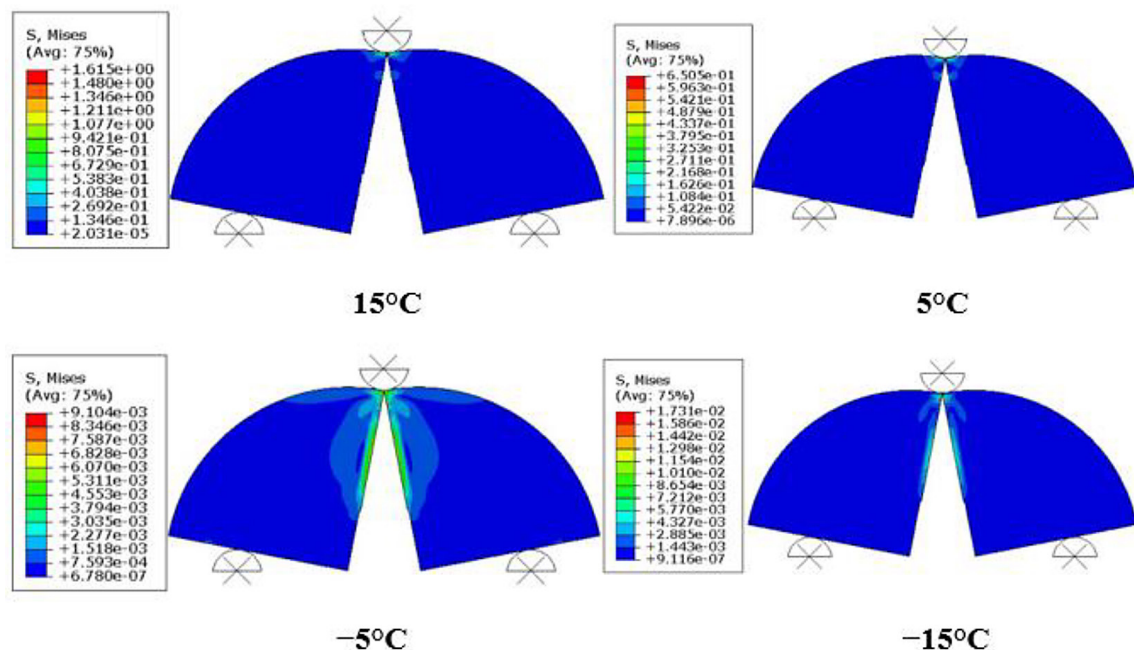 S, Mises
(Avg: 75%)
+1.615e+00
+1.480e+00
+1.346e+00
+1.211e+00
+1.077e+00
+9.421e-01
+8.075e-01
+6.729e-01
+5.383e-01
+4.038e-01
+2.692e-01
+1.346e-01
+2.031e-05
15°C
S, Mises
(Avg: 75%)
+6.505e-01
+5.963e-01
+5.421e-01
+4.879e-01
+4.337e-01
+3.795e-01
+3.253e-01
+2.711e-01
+2.168e-01
+1.626e-01
+1.084e-01
+5.422e-02
+7.896e-06
5°C
S, Mises
(Avg: 75%)
+9.104e-03
+8.346e-03
+7.587e-03
+6.828e-03
+6.070e-03
+5.311e-03
+4.553e-03
+3.794e-03
+3.035e-03
+2.277e-03
+1.518e-03
+7.593e-04
+6.780e-07
−5°C
S, Mises
(Avg: 75%)
+1.731e-02
+1.586e-02
+1.442e-02
+1.298e-02
+1.154e-02
+1.010e-02
+8.654e-03
+7.212e-03
+5.770e-03
+4.327e-03
+2.885e-03
+1.443e-03
+9.116e-07
−15°C